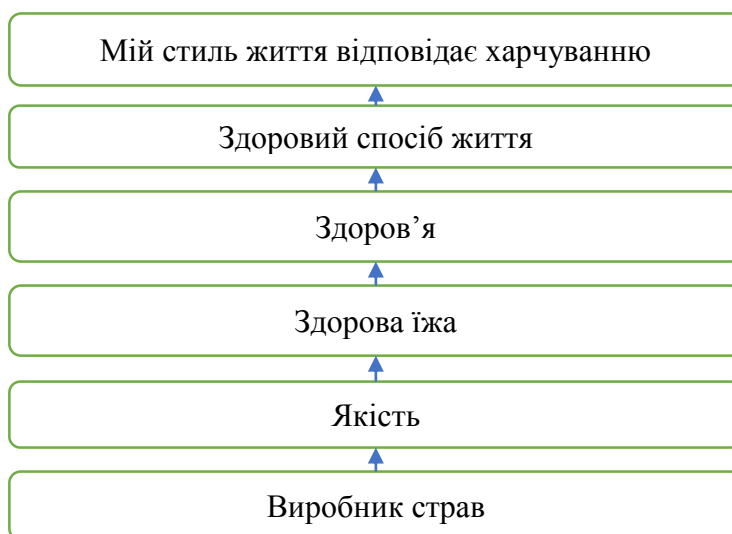 Мій стиль життя відповідає харчуванню
Здоровий спосіб життя
Здоров’я
Здорова їжа
Якість
Виробник страв